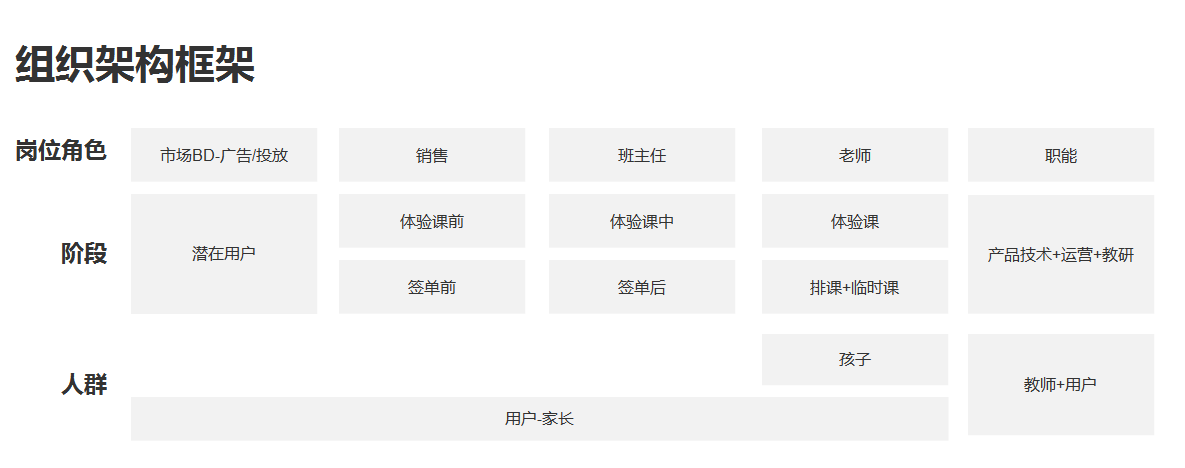 组织架构框架
岗位角色
市场BD-广告/投放
销售
班主任
老师
职能
阶段
潜在用户
体验课前
体验课中
体验课
产品技术+运营+教研
签单前
签单后
排课+临时课
人群
孩子
教师+用户
用户-家长